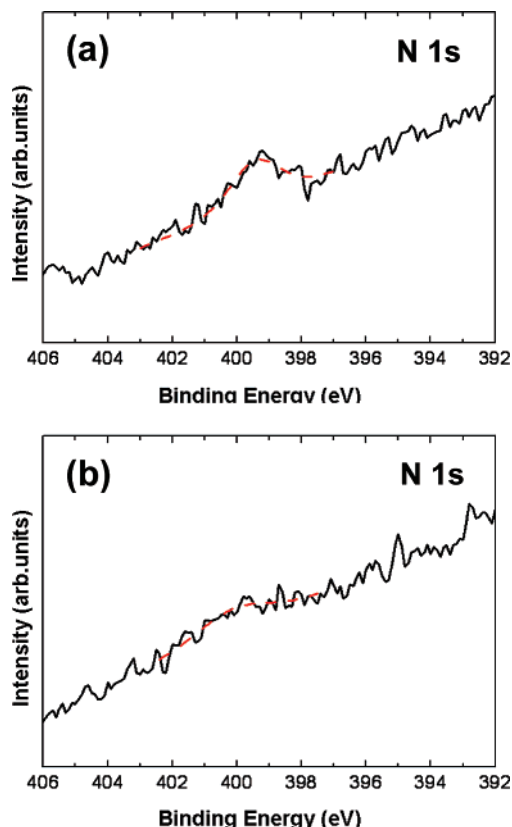 (a)
N 1s
Intensity (arb.units)
406 404 402 400 398 396 394 392
Binding Energy (eV)
(b)
N 1s
Intensity (arb.units)
406 404 402 400 398 396 394 392
Binding Energy (eV)